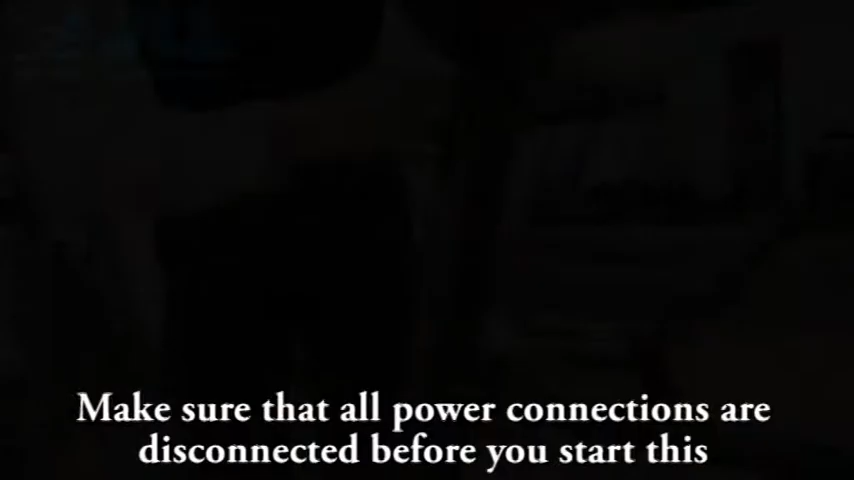 Make sure that all power connections are
disconnected before you start this